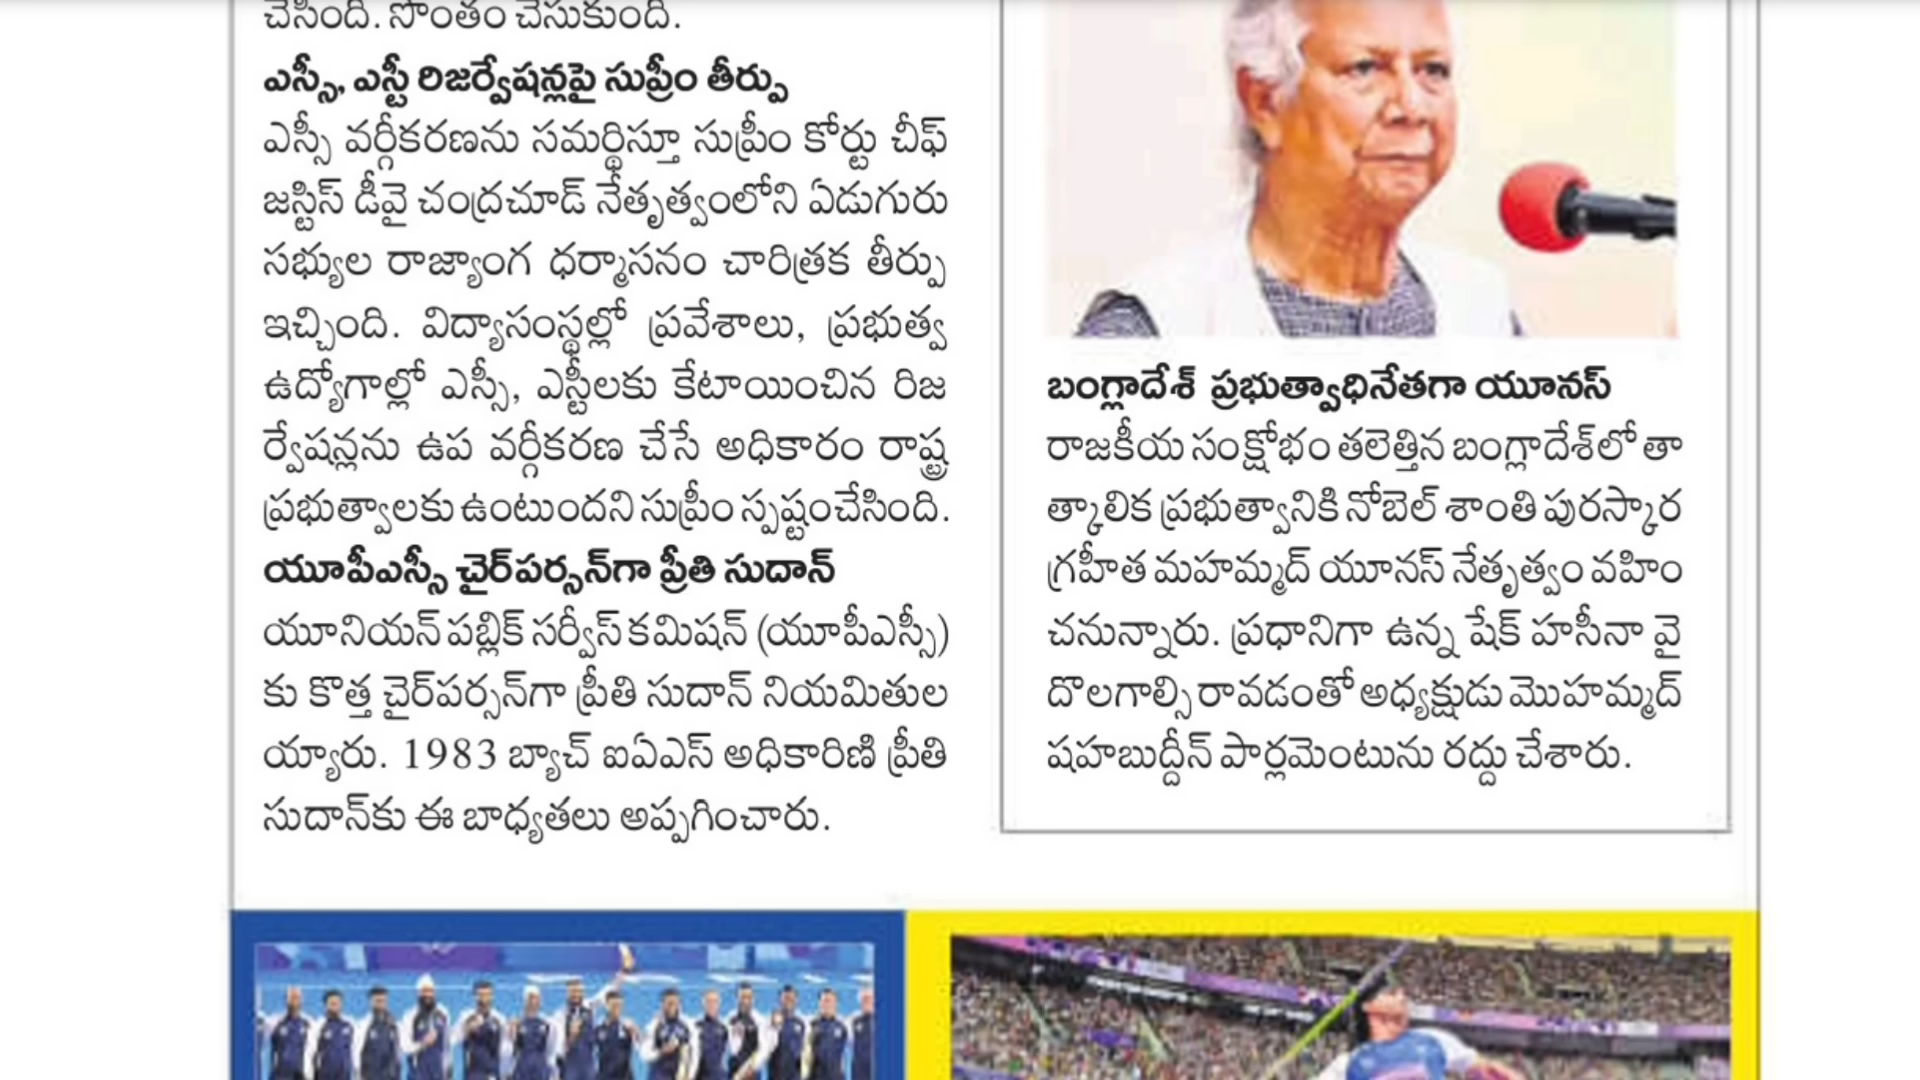 చేసింది. సొంతం చేసుకుంది.
ఎస్సీ, ఎస్టీ రిజర్వేషన్లపై సుప్రీం తీర్పు
ఎస్సీ వర్గీకరణను సమర్థిస్తూ సుప్రీం కోర్టు చీఫ్
జస్టిస్ డీవై చంద్రచూడ్ నేతృత్వంలోని ఏడుగురు
సభ్యుల రాజ్యాంగ ధర్మాసనం చారిత్రక తీర్పు
ఇచ్చింది. విద్యాసంస్థల్లో ప్రవేశాలు, ప్రభుత్వ
ఉద్యోగాల్లో ఎస్సీ, ఎస్టీలకు కేటాయించిన రిజ
ర్వేషన్లను ఉప వర్గీకరణ చేసే అధికారం రాష్ట్ర
ప్రభుత్వాలకు ఉంటుందని సుప్రీం స్పష్టంచేసింది.
యూపీఎస్సీ చైర్‌పర్సన్‌గా ప్రీతి సుదాన్
యూనియన్ పబ్లిక్ సర్వీస్ కమిషన్ (యూపీఎస్సీ)
కు కొత్త చైర్‌పర్సన్‌గా ప్రీతి సుదాన్ నియమితుల
య్యారు. 1983 బ్యాచ్ ఐఏఎస్ అధికారిణి ప్రీతి
సుదాన్‌కు ఈ బాధ్యతలు అప్పగించారు.
బంగ్లాదేశ్ ప్రభుత్వాధినేతగా యూనస్
రాజకీయ సంక్షోభం తలెత్తిన బంగ్లాదేశ్‌లో తా
త్కాలిక ప్రభుత్వానికి నోబెల్ శాంతి పురస్కార
గ్రహీత మహమ్మద్ యూనస్ నేతృత్వం వహిం
చనున్నారు. ప్రధానిగా ఉన్న షేక్ హసీనా వై
దొలగాల్సి రావడంతో అధ్యక్షుడు మొహమ్మద్
షహబుద్దీన్ పార్లమెంటును రద్దు చేశారు.